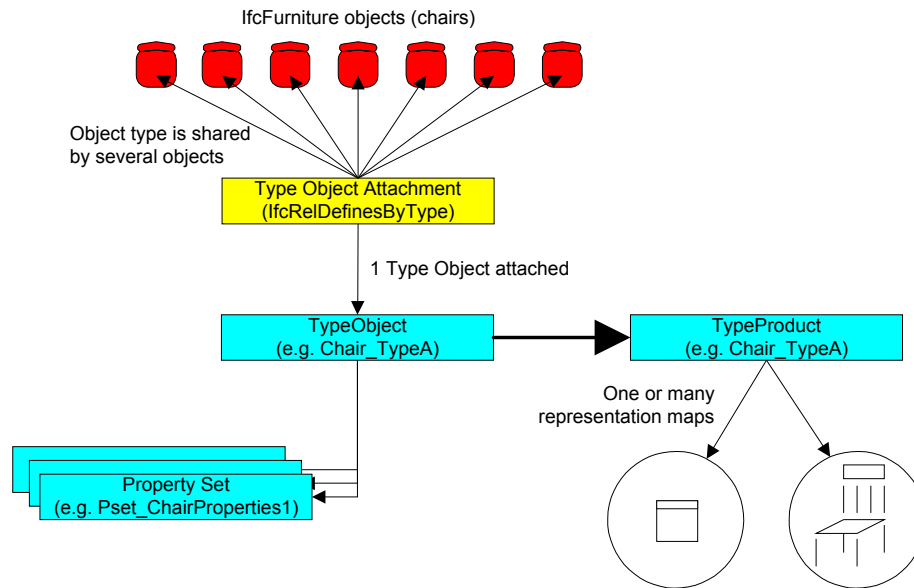 IfcFurniture objects (chairs)
Object type is shared
by several objects
Type Object Attachment
(IfcRelDefinesByType)
1 Type Object attached
TypeObject
(e.g. Chair_TypeA)
TypeProduct
(e.g. Chair_TypeA)
One or many
representation maps
Property Set
(e.g. Pset_ChairProperties1)